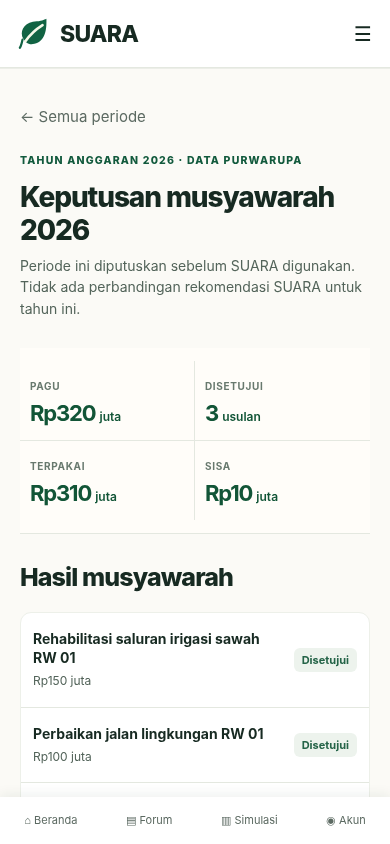 SUARA
☰
← Semua periode
TAHUN ANGGARAN 2026 · DATA PURWARUPA
Keputusan musyawarah
2026
Periode ini diputuskan sebelum SUARA digunakan.
Tidak ada perbandingan rekomendasi SUARA untuk
tahun ini.
PAGU
Rp320 juta
DISETUJUI
3 usulan
TERPAKAI
Rp310 juta
SISA
Rp10 juta
Hasil musyawarah
Rehabilitasi saluran irigasi sawah
RW 01
Rp150 juta
Disetujui
Perbaikan jalan lingkungan RW 01
Rp100 juta
Disetujui
⌂ Beranda
▤ Forum
▥ Simulasi
◉ Akun